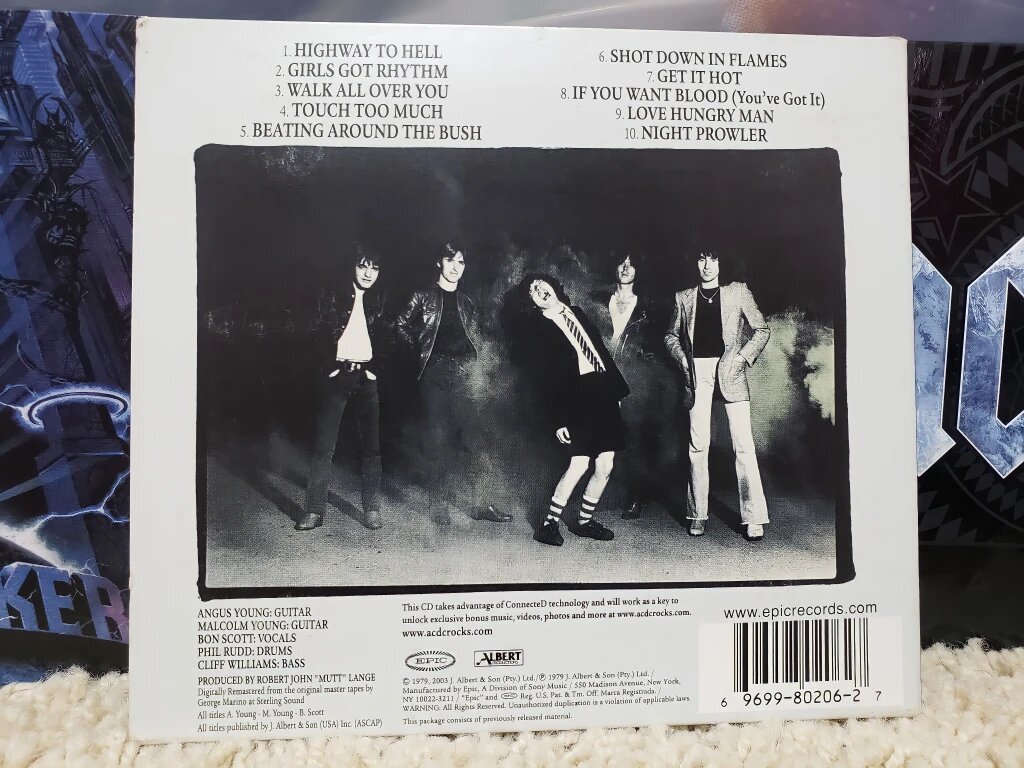 1. HIGHWAY TO HELL
2. GIRLS GOT RHYTHM
3. WALK ALL OVER YOU
4. TOUCH TOO MUCH
5. BEATING AROUND THE BUSH
6. SHOT DOWN IN FLAMES
7. GET IT HOT
8. IF YOU WANT BLOOD (You've Got It)
9. LOVE HUNGRY MAN
10. NIGHT PROWLER
KER
ANGUS YOUNG: GUITAR
MALCOLM YOUNG: GUITAR
BON SCOTT: VOCALS
PHIL RUDD: DRUMS
CLIFF WILLIAMS: BASS
PRODUCED BY ROBERT JOHN "MUTT" LANGE
Digitally Remastered from the original master tapes by
George Marino at Sterling Sound
All titles A. Young - M. Young - B. Scott
All titles published by J. Albert & Son (USA) Inc. (ASCAP)
This CD takes advantage of ConnecteD technology and will work as a key to
unlock exclusive bonus music, videos, photos and more at www.acdcrocks.com.
www.acdcrocks.com
EPIC
ALBERT
© 1979, 2003 J. Albert & Son (Pty.) Ltd./℗ 1979 J. Albert & Son (Pty.) Ltd. /
Manufactured by Epic, A Division of Sony Music / 550 Madison Avenue, New York,
NY 10022-3211 / "Epic" and EPIC Reg. U.S. Pat. & Tm. Off. Marca Registrada. /
WARNING: All Rights Reserved. Unauthorized duplication is a violation of applicable laws.
This package consists of previously released material.
www.epicrecords.com
6 9699-80206-2 7